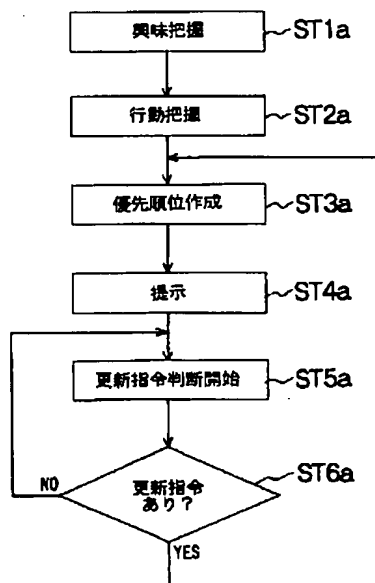 興味把握
ST1a
行動把握
ST2a
優先順位作成
ST3a
提示
ST4a
更新指令判断開始
ST5a
更新指令
あり?
ST6a
NO
YES